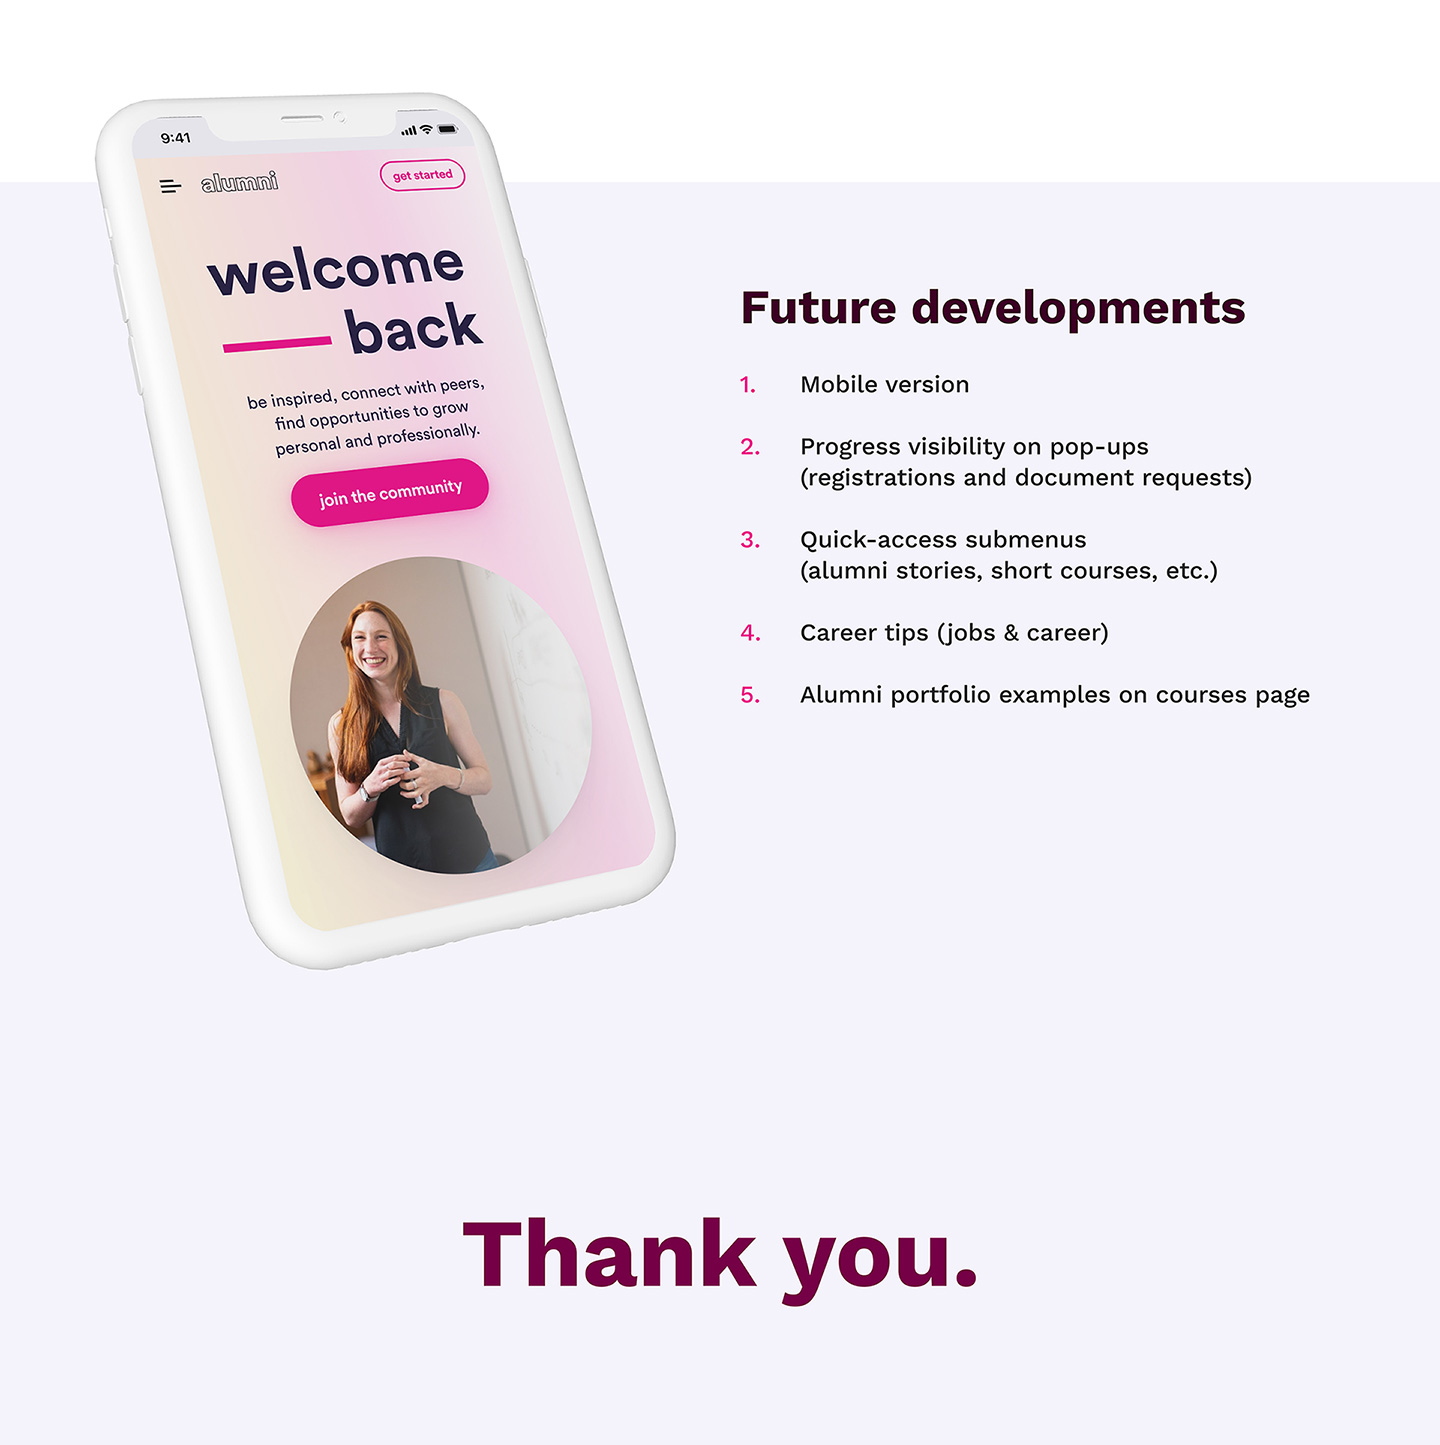 9:41
alumni
get started
welcome
back
be inspired, connect with peers,
find opportunities to grow
personal and professionally.
join the community
Future developments
1. Mobile version
2. Progress visibility on pop-ups
(registrations and document requests)
3. Quick-access submenus
(alumni stories, short courses, etc.)
4. Career tips (jobs & career)
5. Alumni portfolio examples on courses page
Thank you.